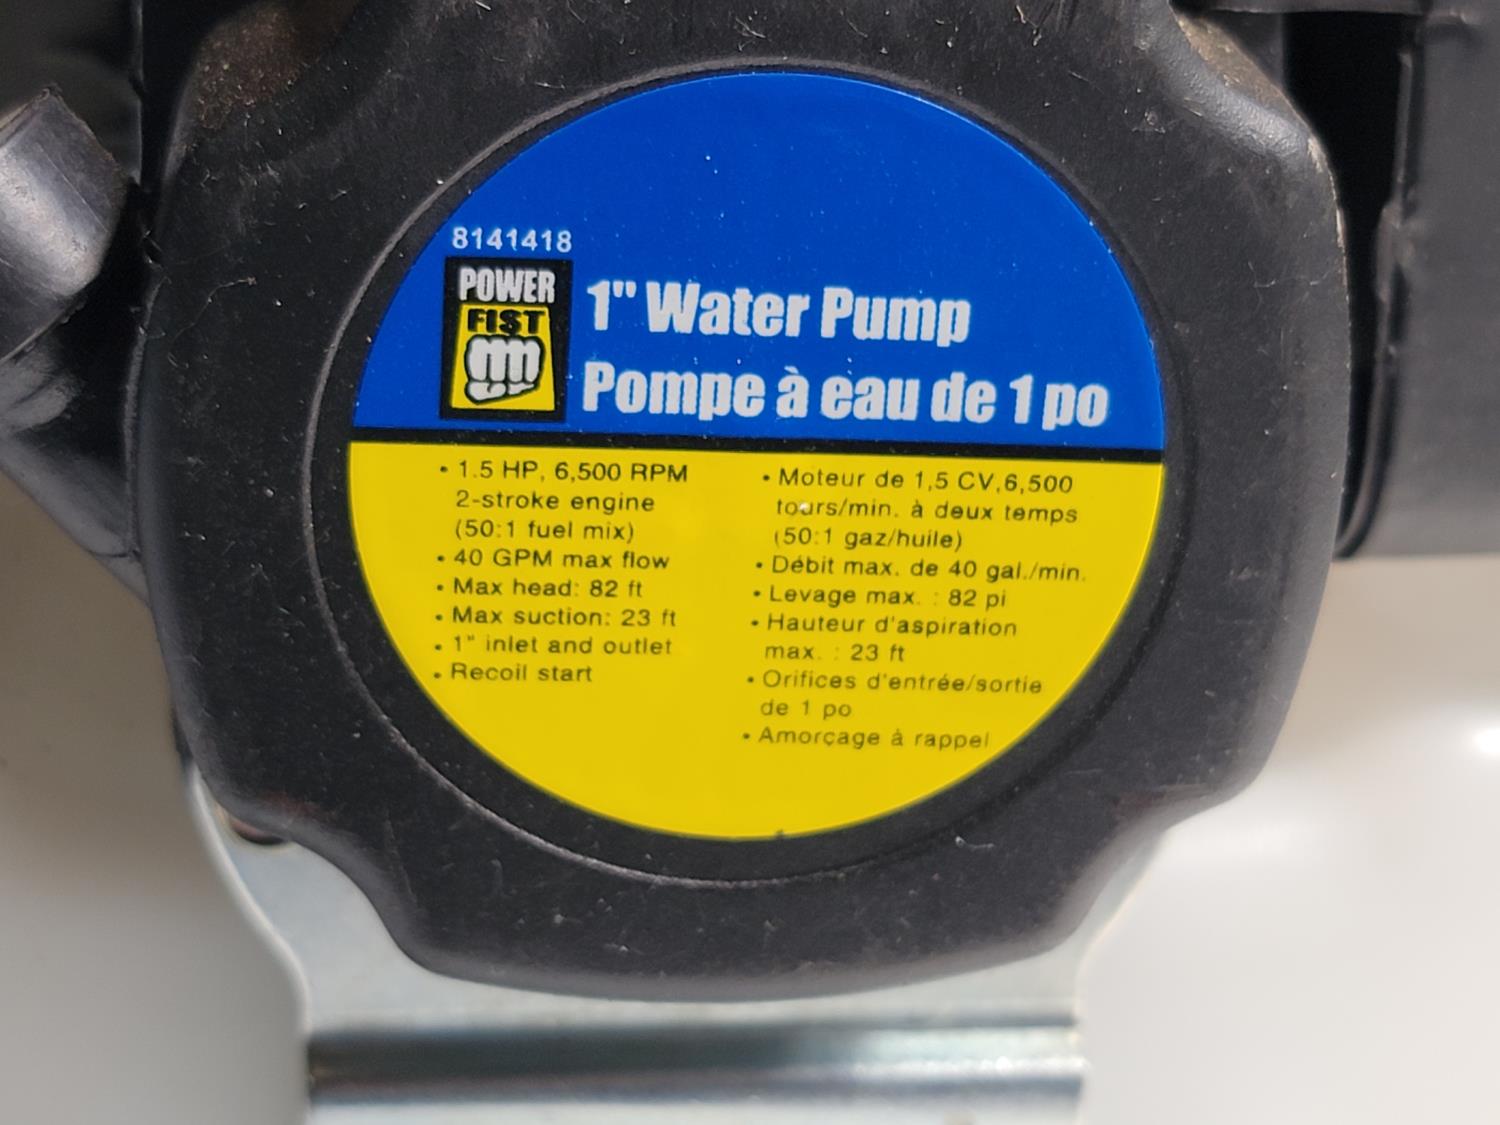 8141418
POWER
FIST
1" Water Pump
Pompe à eau de 1 po
• 1.5 HP, 6,500 RPM
2-stroke engine
(50:1 fuel mix)
• 40 GPM max flow
• Max head: 82 ft
• Max suction: 23 ft
• 1" inlet and outlet
• Recoil start
• Moteur de 1,5 CV,6,500
tours/min. à deux temps
(50:1 gaz/huile)
• Débit max. de 40 gal./min.
• Levage max. : 82 pi
• Hauteur d'aspiration
max. : 23 ft
• Orifices d'entrée/sortie
de 1 po
• Amorçage à rappel